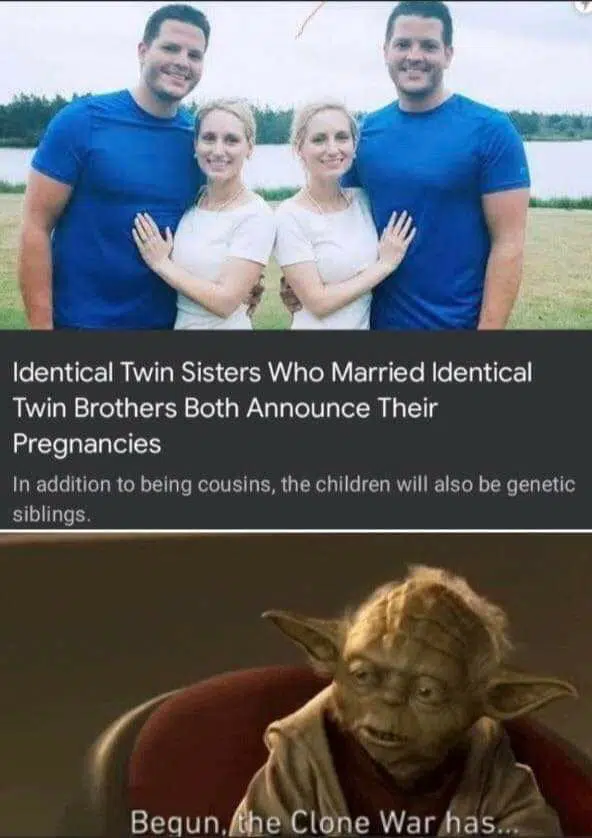 Identical Twin Sisters Who Married Identical
Twin Brothers Both Announce Their
Pregnancies
In addition to being cousins, the children will also be genetic
siblings.
Begun, the Clone War has...